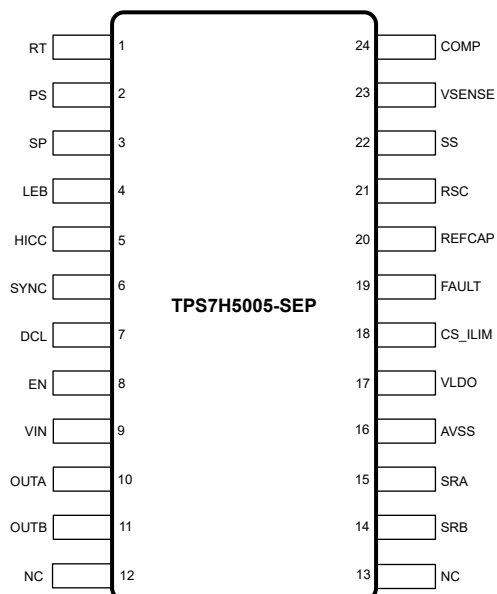 RT 1 24 COMP
PS 2 23 VSENSE
SP 3 22 SS
LEB 4 21 RSC
HICC 5 20 REFCAP
SYNC 6 19 FAULT
TPS7H5005-SEP
DCL 7 18 CS_ILIM
EN 8 17 VLDO
VIN 9 16 AVSS
OUTA 10 15 SRA
OUTB 11 14 SRB
NC 12 13 NC